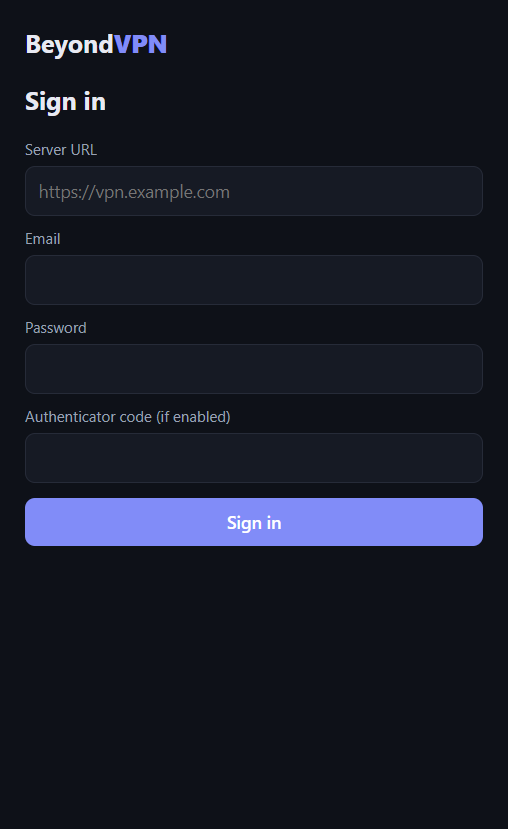 BeyondVPN
Sign in
Server URL
https://vpn.example.com
Email
Password
Authenticator code (if enabled)
Sign in